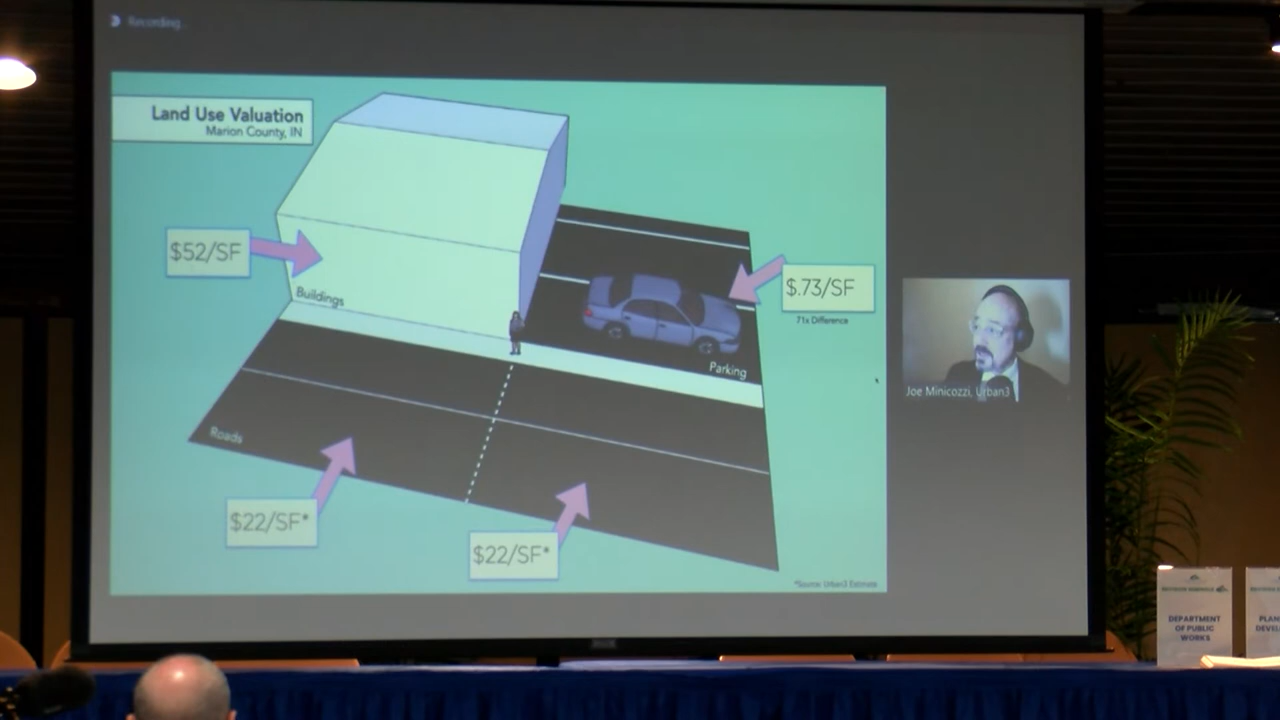 Recording...
Land Use Valuation
Marion County, IN
$52/SF
Buildings
$.73/SF
71x Difference
Parking
Joe Minicozzi, Urban3
Roads
$22/SF*
$22/SF*
*Source: Urban3 Estimate
DEPARTMENT
OF PUBLIC
WORKS